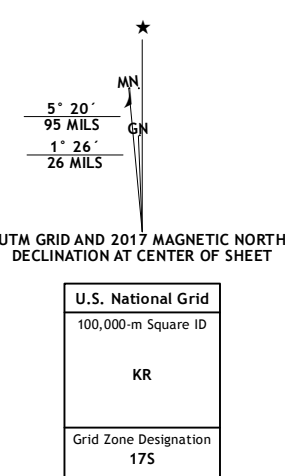 ★
MN
5° 20´
95 MILS
GN
1° 26´
26 MILS
UTM GRID AND 2017 MAGNETIC NORTH
DECLINATION AT CENTER OF SHEET
U.S. National Grid
100,000-m Square ID
KR
Grid Zone Designation
17S